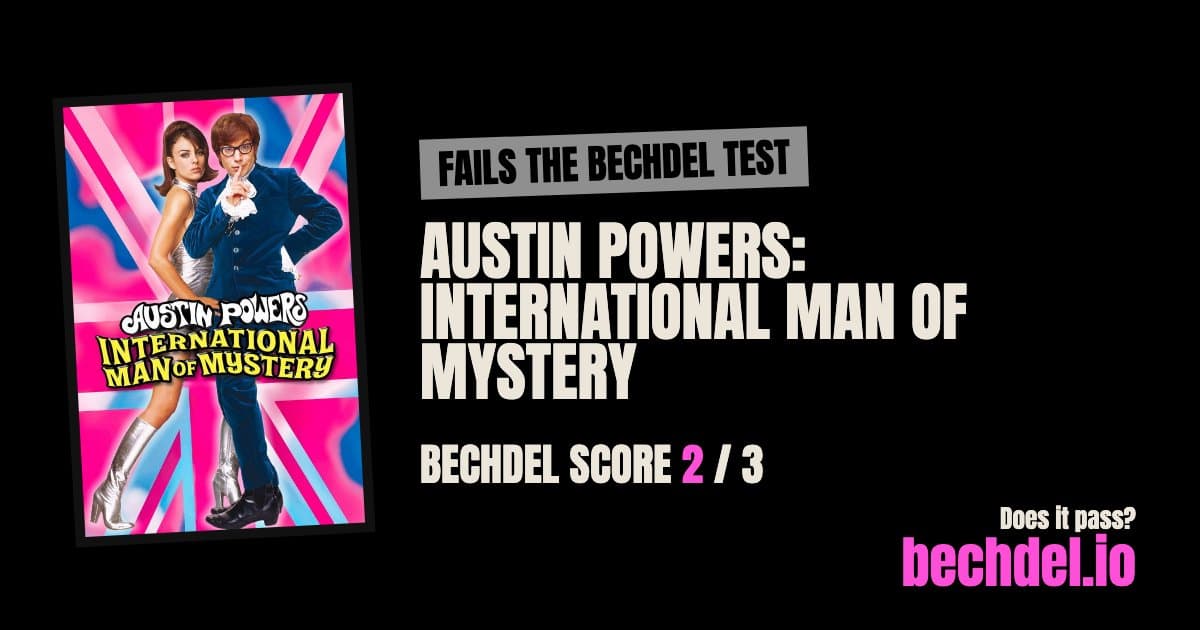 AUSTIN POWERS
INTERNATIONAL
MAN OF MYSTERY
FAILS THE BECHDEL TEST
AUSTIN POWERS:
INTERNATIONAL MAN OF
MYSTERY
BECHDEL SCORE 2 / 3
Does it pass?
bechdel.io